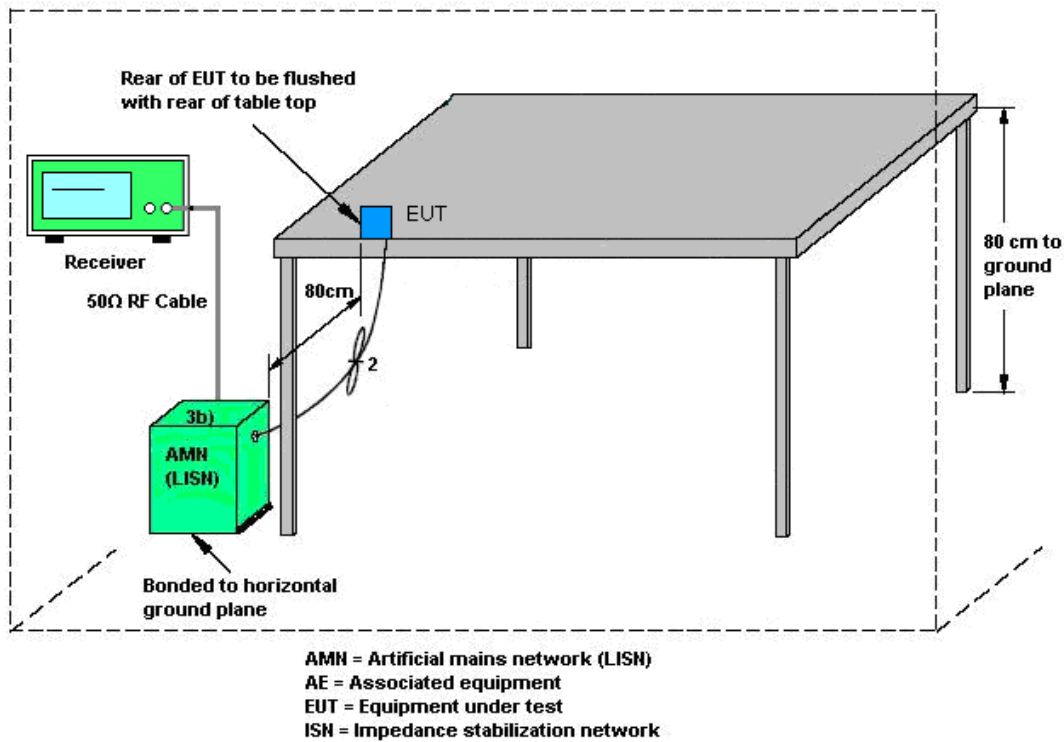 Rear of EUT to be flushed
with rear of table top
EUT
Receiver
50Ω RF Cable
80cm
80 cm to
ground
plane
2
3b)
AMN
(LISN)
Bonded to horizontal
ground plane
AMN = Artificial mains network (LISN)
AE = Associated equipment
EUT = Equipment under test
ISN = Impedance stabilization network